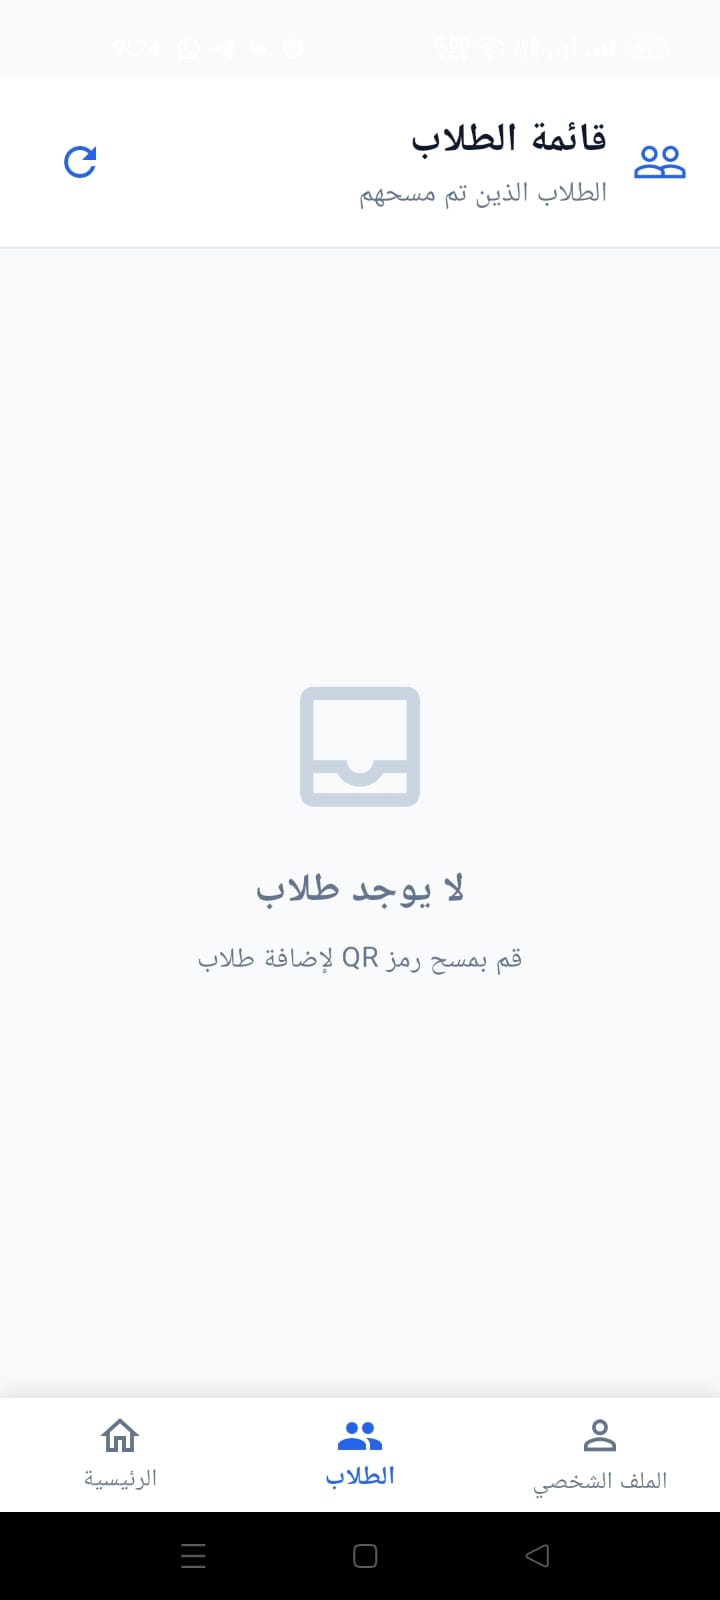 9:24
قائمة الطلاب
الطلاب الذين تم مسحهم
لا يوجد طلاب
قم بمسح رمز QR لإضافة طلاب
الملف الشخصي
الطلاب
الرئيسية